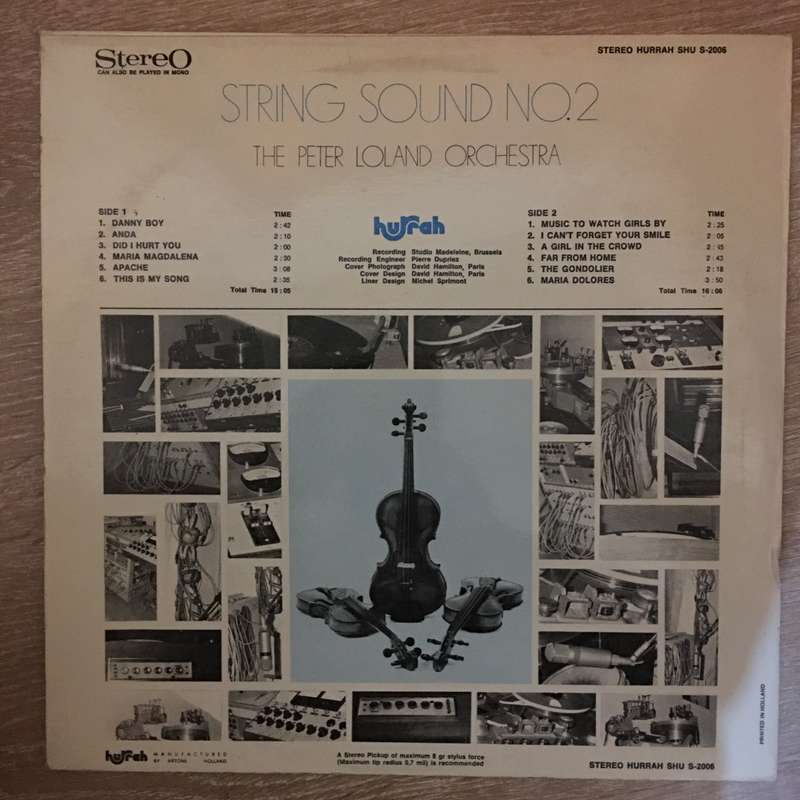 StereO
CAN ALSO BE PLAYED IN MONO
STEREO HURRAH SHU S-2006
STRING SOUND NO.2
THE PETER LOLAND ORCHESTRA
SIDE 1 TIME
1. DANNY BOY 2:42
2. ANDA 2:10
3. DID I HURT YOU 2:00
4. MARIA MAGDALENA 2:30
5. APACHE 3:08
6. THIS IS MY SONG 2:35
Total Time 15:05
hurrah
Recording Studio Madeleine, Brussels
Recording Engineer Pierre Dupriez
Cover Photograph David Hamilton, Paris
Cover Design David Hamilton, Paris
Liner Design Michel Sprimont
SIDE 2 TIME
1. MUSIC TO WATCH GIRLS BY 2:25
2. I CAN'T FORGET YOUR SMILE 2:05
3. A GIRL IN THE CROWD 2:45
4. FAR FROM HOME 2:43
5. THE GONDOLIER 2:18
6. MARIA DOLORES 3:50
Total Time 16:06
PRINTED IN HOLLAND
hurrah MANUFACTURED
BY ARTONE HOLLAND
A Stereo Pickup of maximum 8 gr stylus force
(Maximum tip radius 0,7 mil) is recommended
STEREO HURRAH SHU S-2006